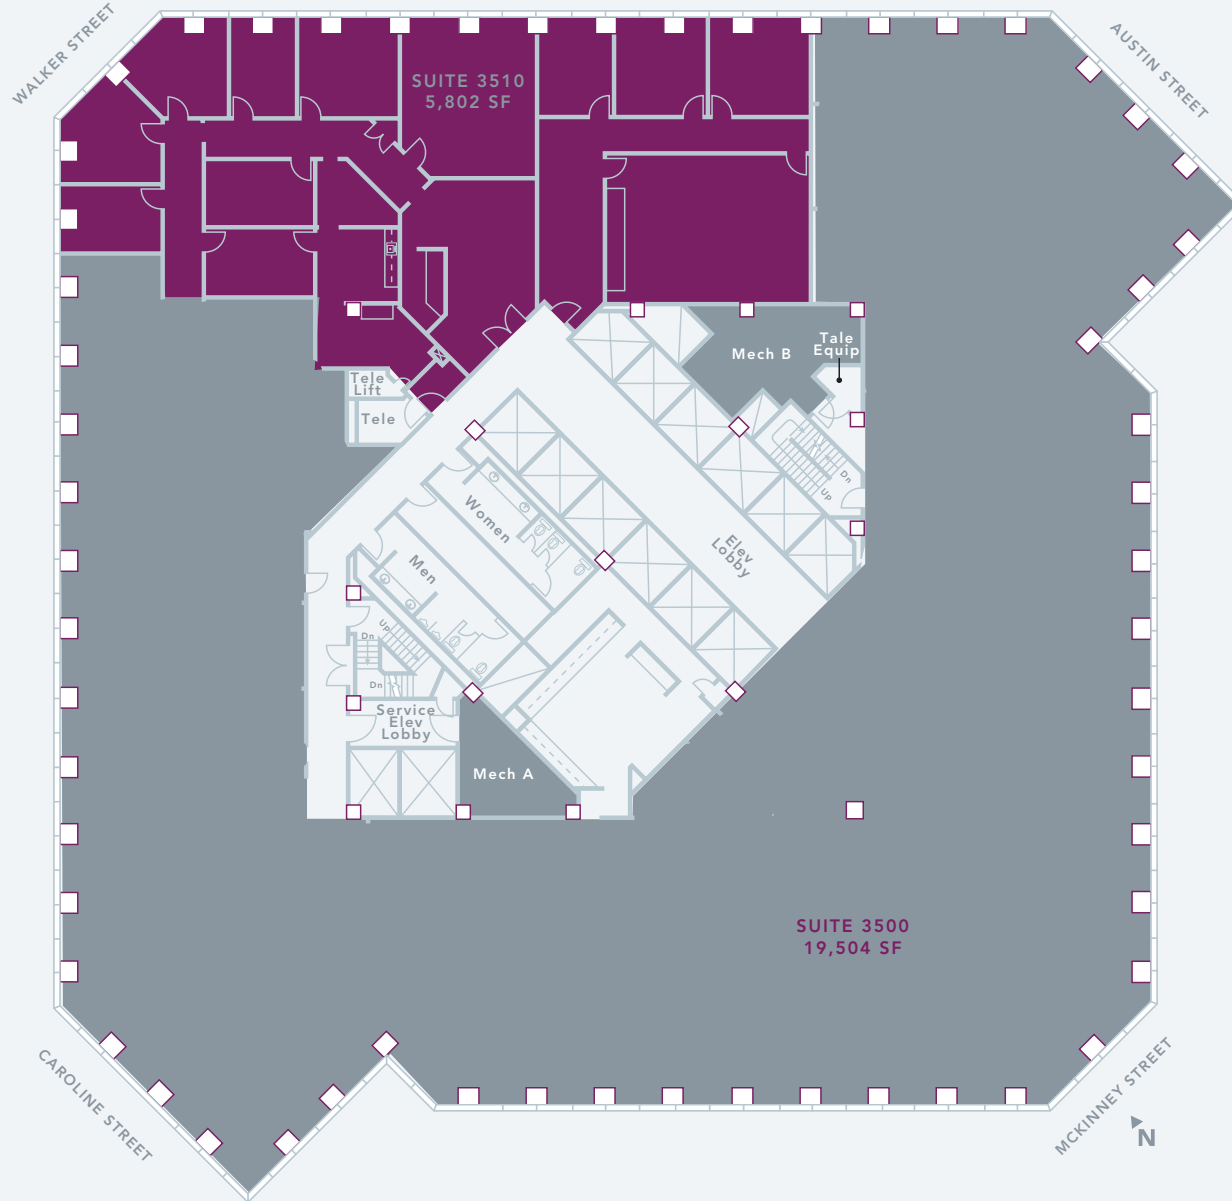 WALKER STREET
AUSTIN STREET
SUITE 3510
5,802 SF
Mech B
Tale
Equip
Tele
Lift
Tele
Dn
Up
Women
Elev
Lobby
Men
Up
Dn
Dn
Service
Elev
Lobby
Mech A
SUITE 3500
19,504 SF
CAROLINE STREET
MCKINNEY STREET
N